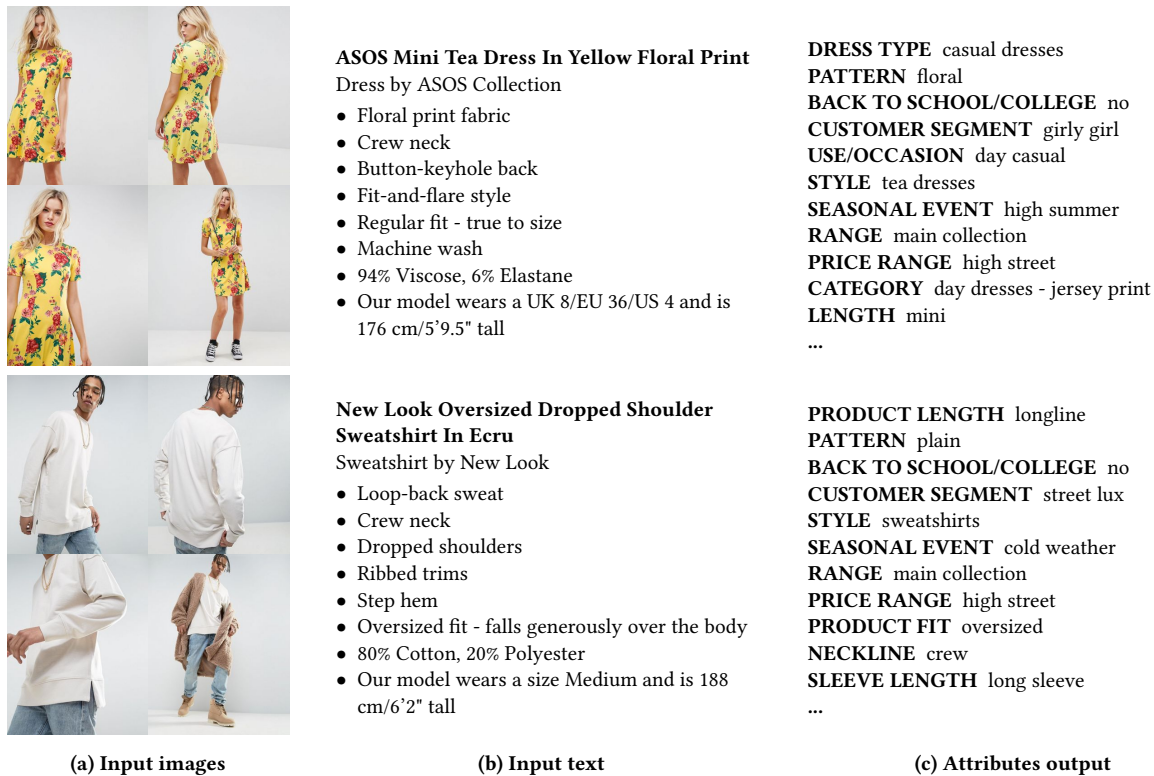 ASOS Mini Tea Dress In Yellow Floral Print
Dress by ASOS Collection
• Floral print fabric
• Crew neck
• Button-keyhole back
• Fit-and-flare style
• Regular fit - true to size
• Machine wash
• 94% Viscose, 6% Elastane
• Our model wears a UK 8/EU 36/US 4 and is
176 cm/5'9.5" tall
DRESS TYPE casual dresses
PATTERN floral
BACK TO SCHOOL/COLLEGE no
CUSTOMER SEGMENT girly girl
USE/OCCASION day casual
STYLE tea dresses
SEASONAL EVENT high summer
RANGE main collection
PRICE RANGE high street
CATEGORY day dresses - jersey print
LENGTH mini
...
New Look Oversized Dropped Shoulder
Sweatshirt In Ecru
Sweatshirt by New Look
• Loop-back sweat
• Crew neck
• Dropped shoulders
• Ribbed trims
• Step hem
• Oversized fit - falls generously over the body
• 80% Cotton, 20% Polyester
• Our model wears a size Medium and is 188
cm/6'2" tall
PRODUCT LENGTH longline
PATTERN plain
BACK TO SCHOOL/COLLEGE no
CUSTOMER SEGMENT street lux
STYLE sweatshirts
SEASONAL EVENT cold weather
RANGE main collection
PRICE RANGE high street
PRODUCT FIT oversized
NECKLINE crew
SLEEVE LENGTH long sleeve
...
(a) Input images
(b) Input text
(c) Attributes output